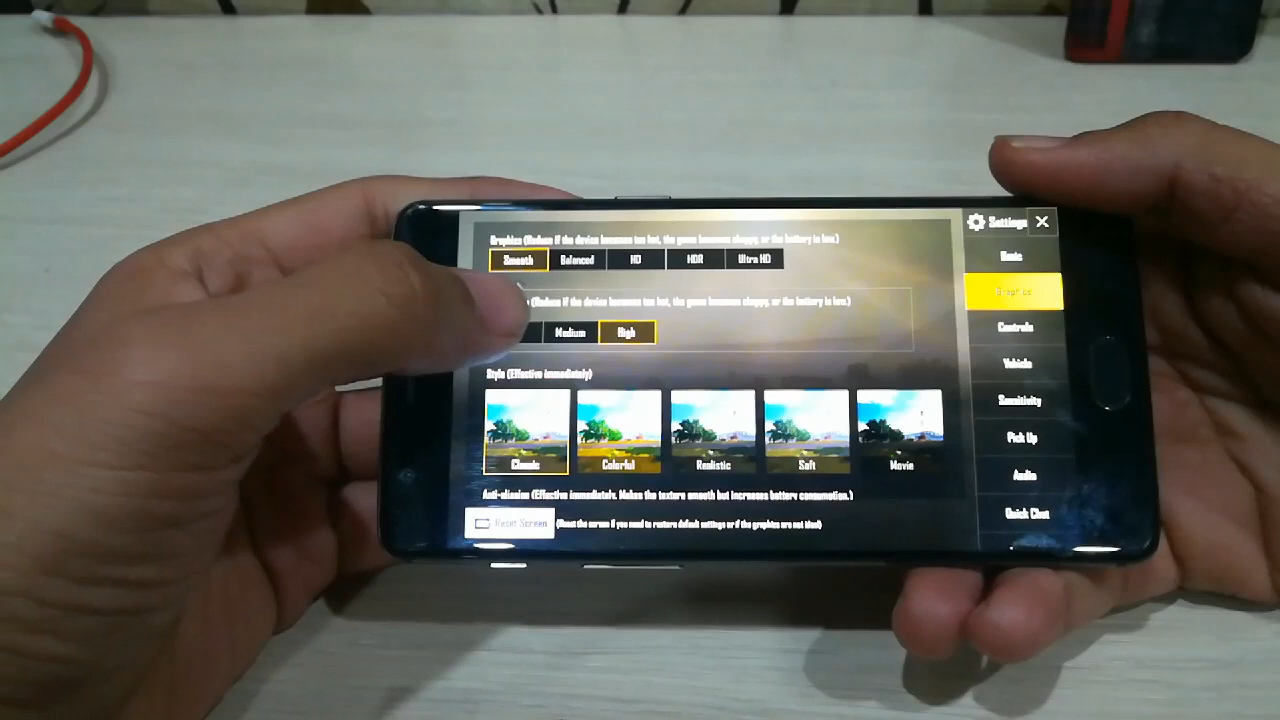 Graphics (Reduce if the device becomes too hot, the game becomes choppy, or the battery is low.)
Smooth Balanced HD HDR Ultra HD
(Reduce if the device becomes too hot, the game becomes choppy, or the battery is low.)
Medium High
Style (Effective immediately)
Classic Colorful Realistic Soft Movie
Anti-aliasing (Effective immediately. Makes the texture smooth but increases battery consumption.)
Reset Screen (Reset the screen if you need to restore default settings or if the graphics are not ideal)
Settings
Basic
Graphics
Controls
Vehicle
Sensitivity
Pick Up
Audio
Quick Chat